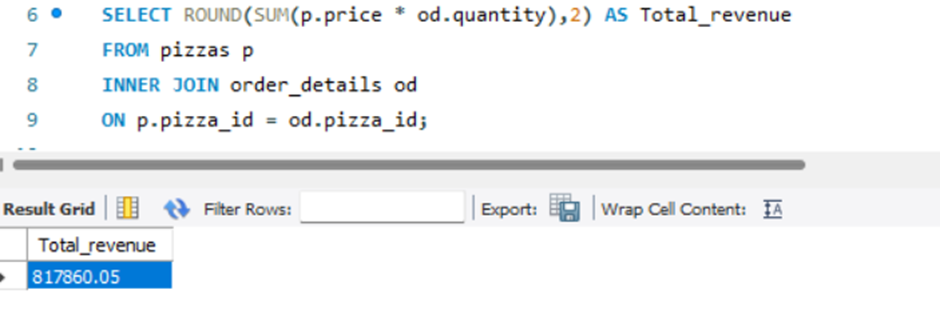 6 SELECT ROUND(SUM(p.price * od.quantity),2) AS Total_revenue
7 FROM pizzas p
8 INNER JOIN order_details od
9 ON p.pizza_id = od.pizza_id;
Result Grid Filter Rows: Export: Wrap Cell Content:
Total_revenue
817860.05